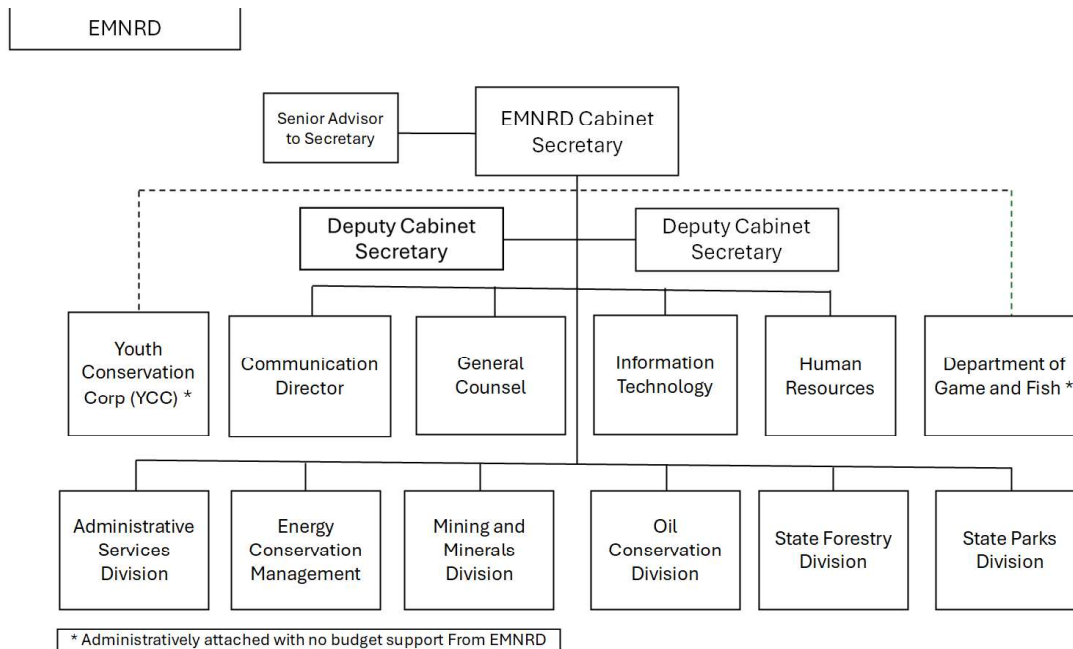 EMNRD
Senior Advisor
to Secretary
EMNRD Cabinet
Secretary
Deputy Cabinet
Secretary
Deputy Cabinet
Secretary
Youth
Conservation
Corp (YCC) *
Communication
Director
General
Counsel
Information
Technology
Human
Resources
Department of
Game and Fish *
Administrative
Services
Division
Energy
Conservation
Management
Mining and
Minerals
Division
Oil
Conservation
Division
State Forestry
Division
State Parks
Division
* Administratively attached with no budget support From EMNRD